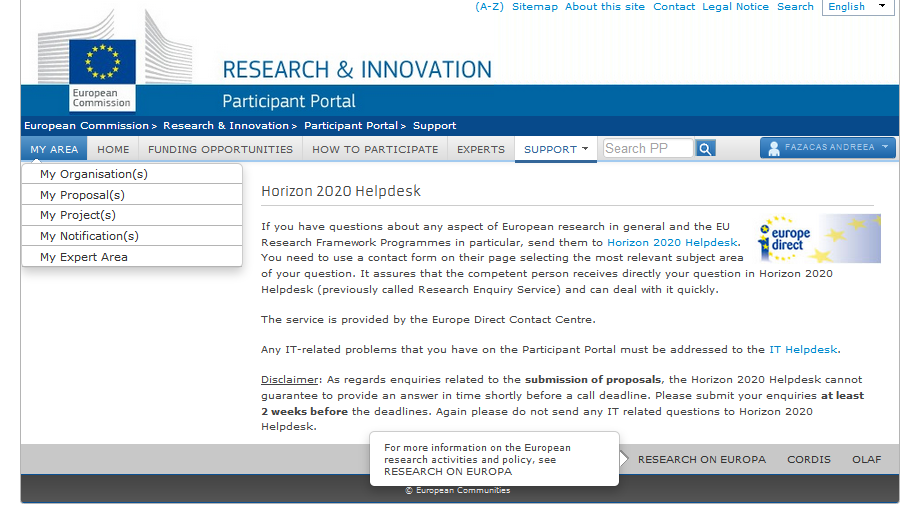 (A-Z) Sitemap About this site Contact Legal Notice Search English
European
Commission
RESEARCH & INNOVATION
Participant Portal
European Commission > Research & Innovation > Participant Portal > Support
MY AREA HOME FUNDING OPPORTUNITIES HOW TO PARTICIPATE EXPERTS SUPPORT Search PP FAZACAS ANDREEA
My Organisation(s)
My Proposal(s)
My Project(s)
My Notification(s)
My Expert Area
Horizon 2020 Helpdesk
europe
direct
If you have questions about any aspect of European research in general and the EU
Research Framework Programmes in particular, send them to Horizon 2020 Helpdesk.
You need to use a contact form on their page selecting the most relevant subject area
of your question. It assures that the competent person receives directly your question in Horizon 2020
Helpdesk (previously called Research Enquiry Service) and can deal with it quickly.
The service is provided by the Europe Direct Contact Centre.
Any IT-related problems that you have on the Participant Portal must be addressed to the IT Helpdesk.
Disclaimer: As regards enquiries related to the submission of proposals, the Horizon 2020 Helpdesk cannot
guarantee to provide an answer in time shortly before a call deadline. Please submit your enquiries at least
2 weeks before the deadlines. Again please do not send any IT related questions to Horizon 2020
Helpdesk.
For more information on the European
research activities and policy, see
RESEARCH ON EUROPA
RESEARCH ON EUROPA CORDIS OLAF
© European Communities